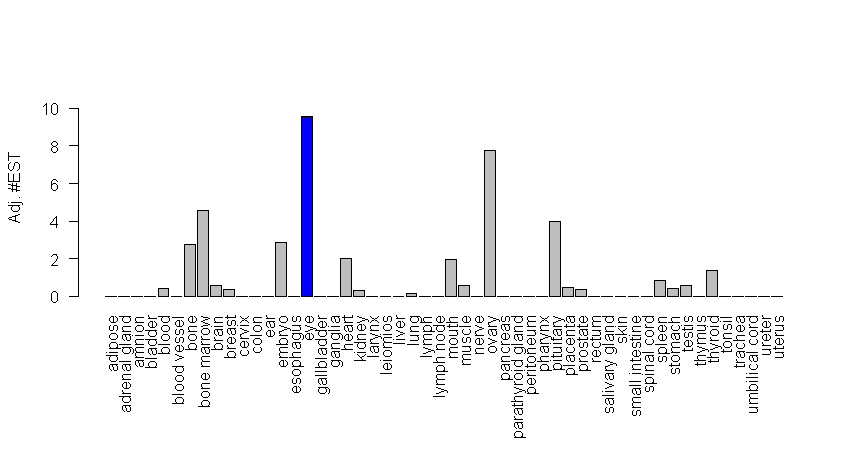 10
8
6
4
2
0
Adj. #EST
adipose
adrenal gland
amnion
bladder
blood
blood vessel
bone
bone marrow
brain
breast
cervix
colon
ear
embryo
esophagus
eye
gallbladder
ganglia
heart
kidney
larynx
leiomios
liver
lung
lymph
lymph node
mouth
muscle
nerve
ovary
pancreas
parathyroid gland
peritoneum
pharynx
pituitary
placenta
prostate
rectum
salivary gland
skin
small intestine
spinal cord
spleen
stomach
testis
thymus
thyroid
tonsil
trachea
umbilical cord
ureter
uterus